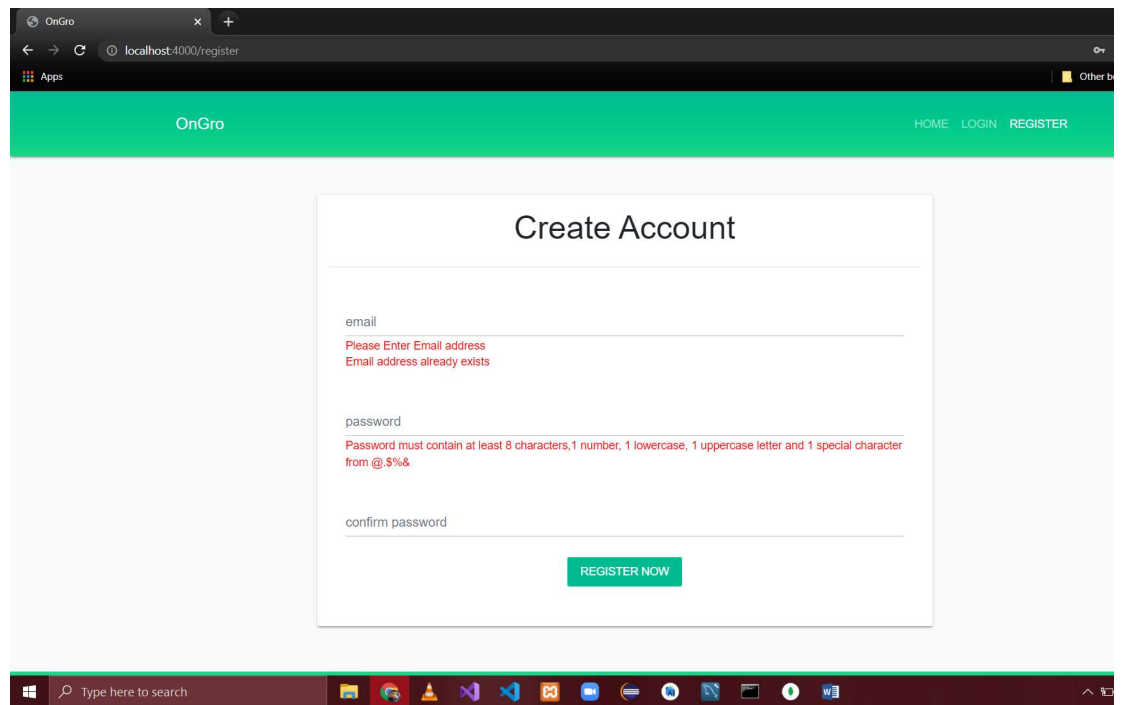 OnGro
localhost:4000/register
Apps
Other b
OnGro
HOME LOGIN REGISTER
Create Account
email
Please Enter Email address
Email address already exists
password
Password must contain at least 8 characters,1 number, 1 lowercase, 1 uppercase letter and 1 special character
from @.$%&
confirm password
REGISTER NOW
Type here to search